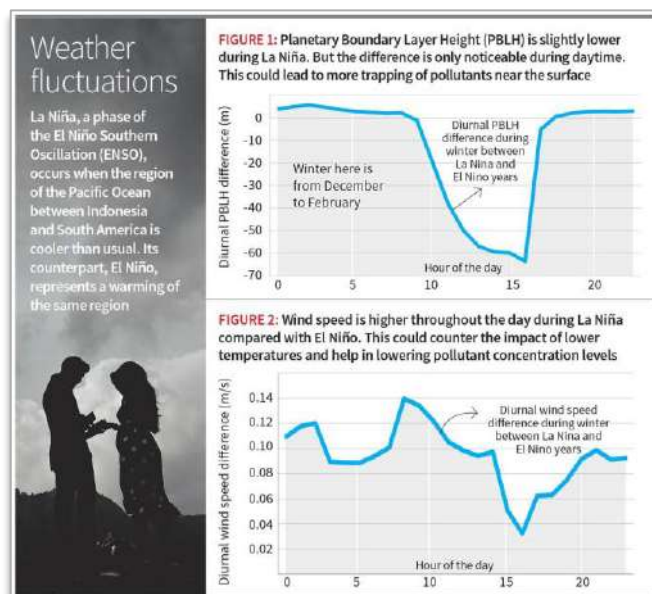 Weather
fluctuations
La Niña, a phase of
the El Niño Southern
Oscillation (ENSO),
occurs when the region
of the Pacific Ocean
between Indonesia
and South America is
cooler than usual. Its
counterpart, El Niño,
represents a warming of
the same region
FIGURE 1: Planetary Boundary Layer Height (PBLH) is slightly lower
during La Niña. But the difference is only noticeable during daytime.
This could lead to more trapping of pollutants near the surface
Diurnal PBLH difference (m)
0
-10
-20
-30
-40
-50
-60
-70
Winter here is
from December
to February
Diurnal PBLH
difference during
winter between
La Nina and
El Nino years
Hour of the day
0 5 10 15 20
FIGURE 2: Wind speed is higher throughout the day during La Niña
compared with El Niño. This could counter the impact of lower
temperatures and help in lowering pollutant concentration levels
Diurnal wind speed difference (m/s)
0.14
0.12
0.10
0.08
0.06
0.04
0.02
Diurnal wind speed
difference during winter
between La Nina and
El Nino years
Hour of the day
0 5 10 15 20